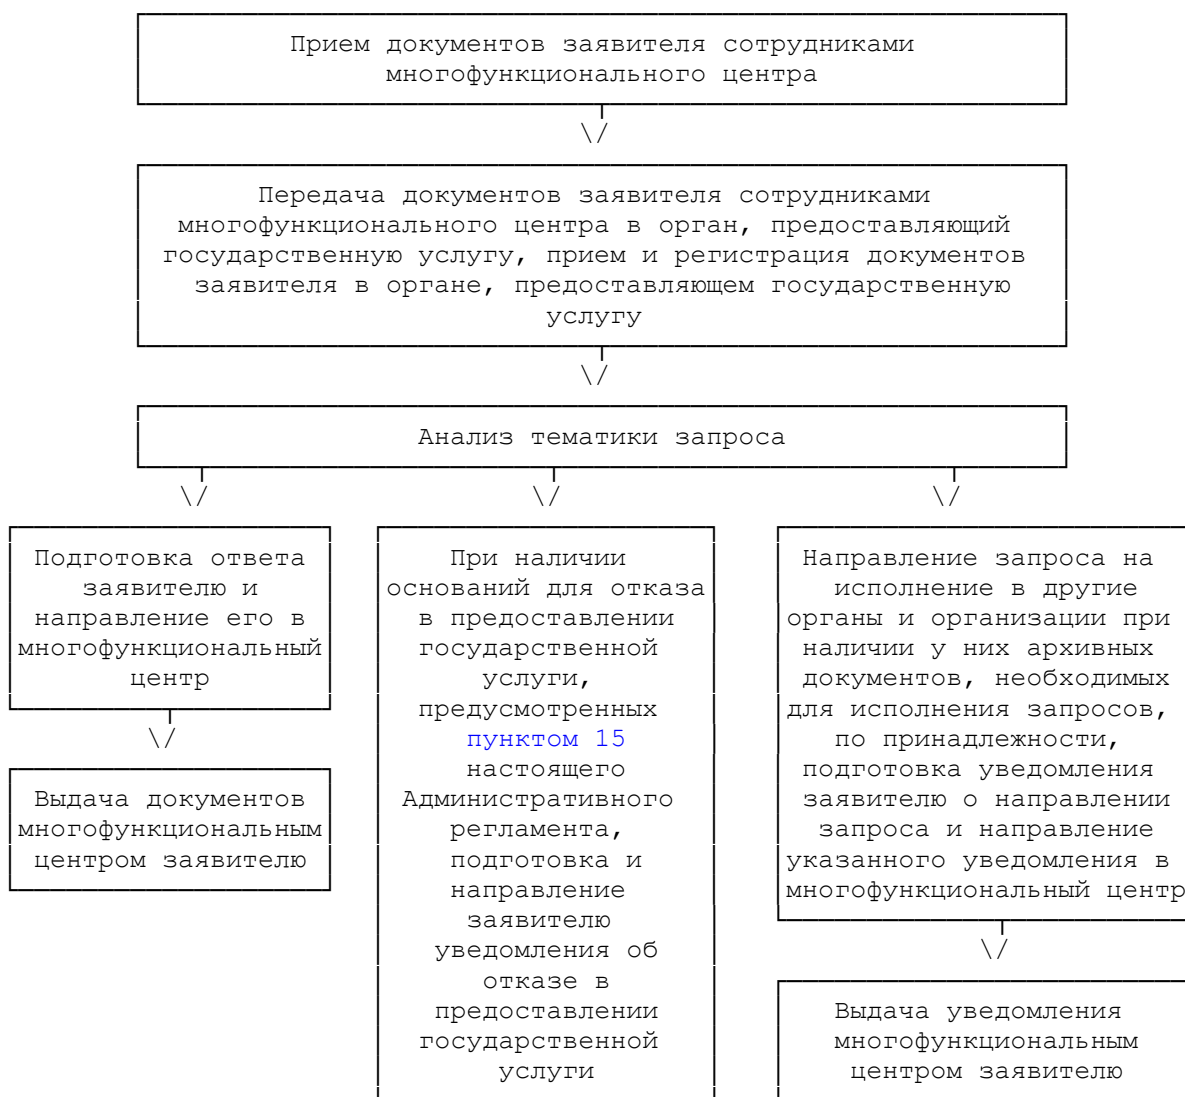 Прием документов заявителя сотрудниками
многофункционального центра
\/
Передача документов заявителя сотрудниками
многофункционального центра в орган, предоставляющий
государственную услугу, прием и регистрация документов
заявителя в органе, предоставляющем государственную
услугу
\/
Анализ тематики запроса
\/ \/ \/
Подготовка ответа
заявителю и
направление его в
многофункциональный
центр
\/
Выдача документов
многофункциональным
центром заявителю
При наличии
оснований для отказа
в предоставлении
государственной
услуги,
предусмотренных
пунктом 15
настоящего
Административного
регламента,
подготовка и
направление
заявителю
уведомления об
отказе в
предоставлении
государственной
услуги
Направление запроса на
исполнение в другие
органы и организации при
наличии у них архивных
документов, необходимых
для исполнения запросов,
по принадлежности,
подготовка уведомления
заявителю о направлении
запроса и направление
указанного уведомления в
многофункциональный центр
\/
Выдача уведомления
многофункциональным
центром заявителю